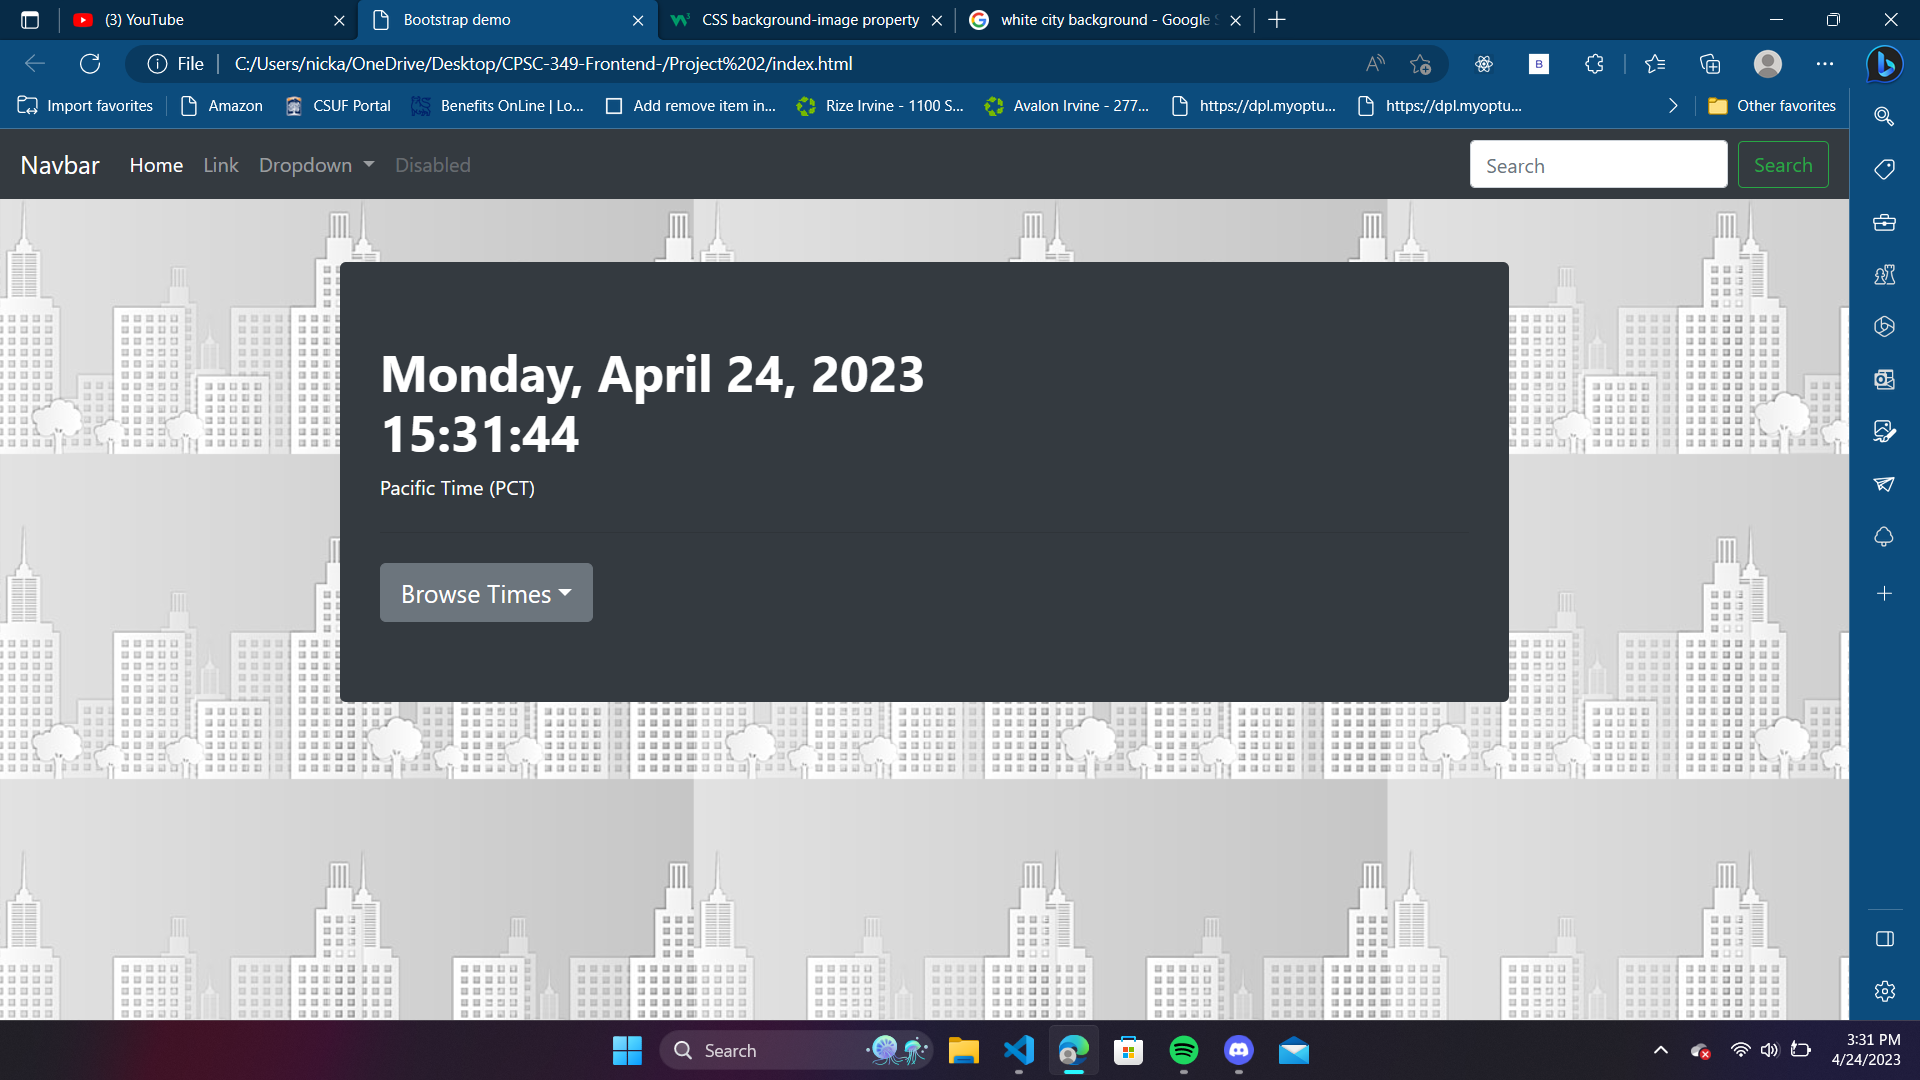 (3) YouTube
Bootstrap demo
CSS background-image property
white city background - Google S
File
C:/Users/nicka/OneDrive/Desktop/CPSC-349-Frontend-/Project%202/index.html
Import favorites
Amazon
CSUF Portal
Benefits OnLine | Lo...
Add remove item in...
Rize Irvine - 1100 S...
Avalon Irvine - 277...
https://dpl.myoptu...
https://dpl.myoptu...
Other favorites
Navbar
Home
Link
Dropdown
Disabled
Search
Search
Monday, April 24, 2023
15:31:44
Pacific Time (PCT)
Browse Times
Search
3:31 PM
4/24/2023